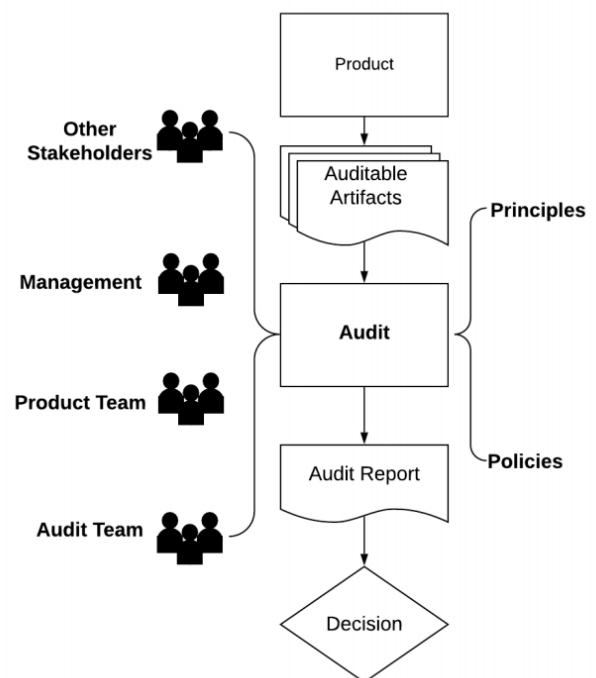 Product
Other
Stakeholders
Auditable
Artifacts
Principles
Management
Audit
Product Team
Policies
Audit Report
Audit Team
Decision